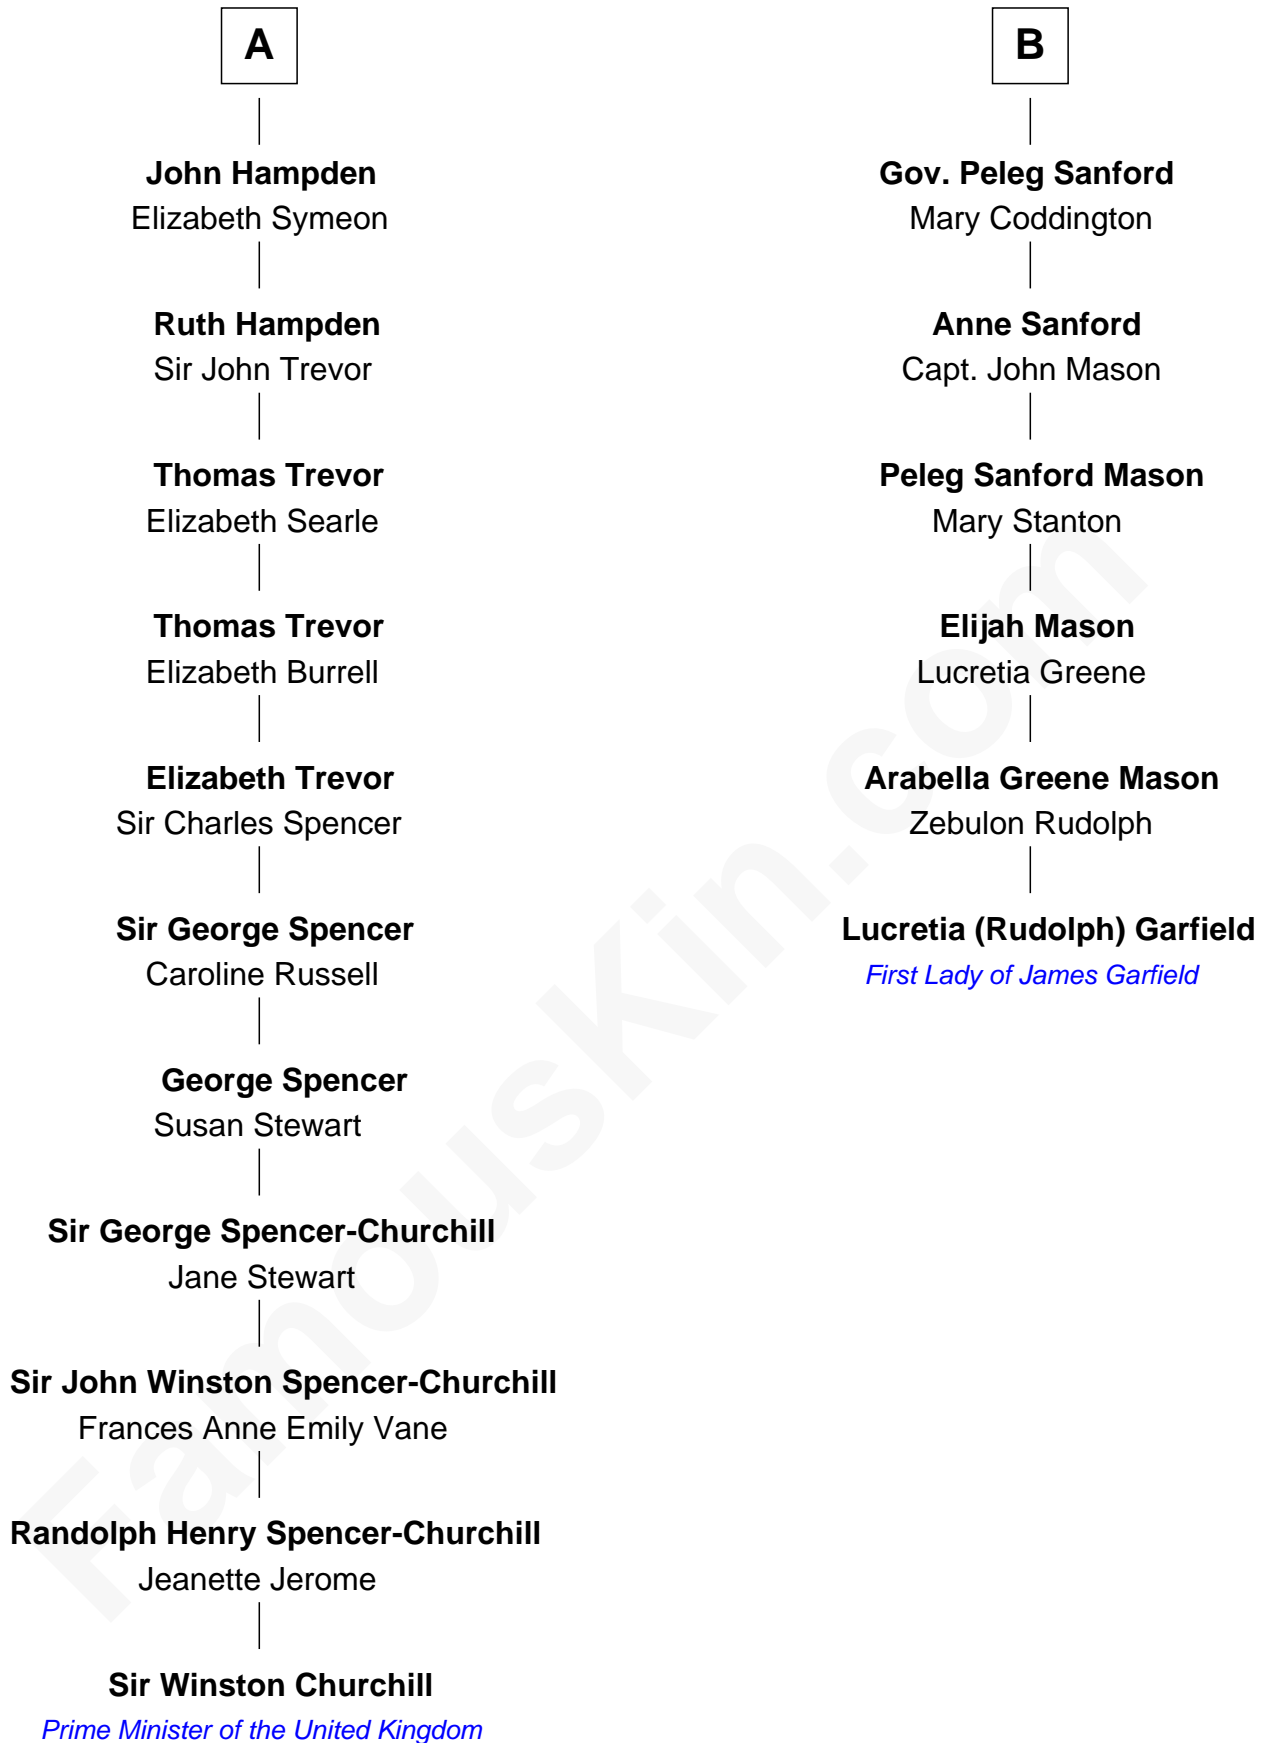 A
John Hampden
Elizabeth Symeon
Ruth Hampden
Sir John Trevor
Thomas Trevor
Elizabeth Searle
Thomas Trevor
Elizabeth Burrell
Elizabeth Trevor
Sir Charles Spencer
Sir George Spencer
Caroline Russell
George Spencer
Susan Stewart
Sir George Spencer-Churchill
Jane Stewart
Sir John Winston Spencer-Churchill
Frances Anne Emily Vane
Randolph Henry Spencer-Churchill
Jeanette Jerome
Sir Winston Churchill
Prime Minister of the United Kingdom
B
Gov. Peleg Sanford
Mary Coddington
Anne Sanford
Capt. John Mason
Peleg Sanford Mason
Mary Stanton
Elijah Mason
Lucretia Greene
Arabella Greene Mason
Zebulon Rudolph
Lucretia (Rudolph) Garfield
First Lady of James Garfield
FamousKin.com